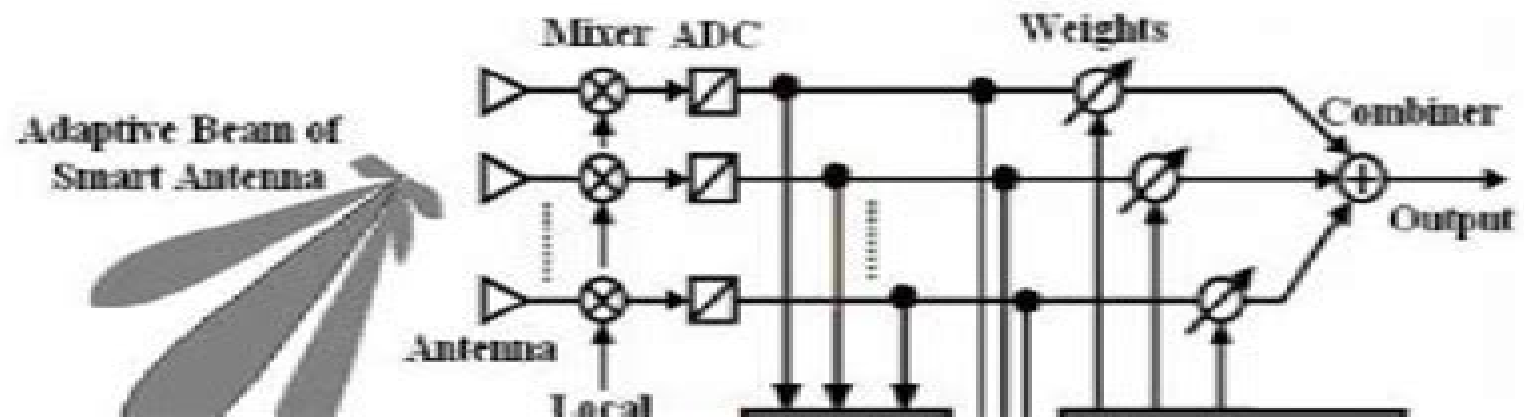 Mixer ADC
Weights
Adaptive Beam of
Smart Antenna
Combiner
Output
Antenna
Local